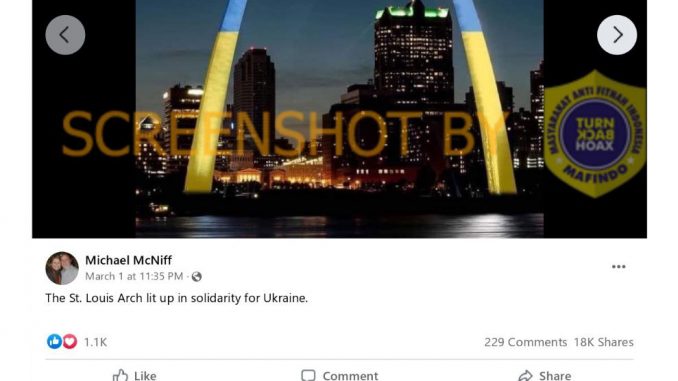 SCREENSHOT BY
MASYARAKAT ANTI FITNAH INDONESIA
TURN
BACK
HOAX
MAFINDO
Michael McNiff
March 1 at 11:35 PM ·
The St. Louis Arch lit up in solidarity for Ukraine.
1.1K 229 Comments 18K Shares
Like Comment Share